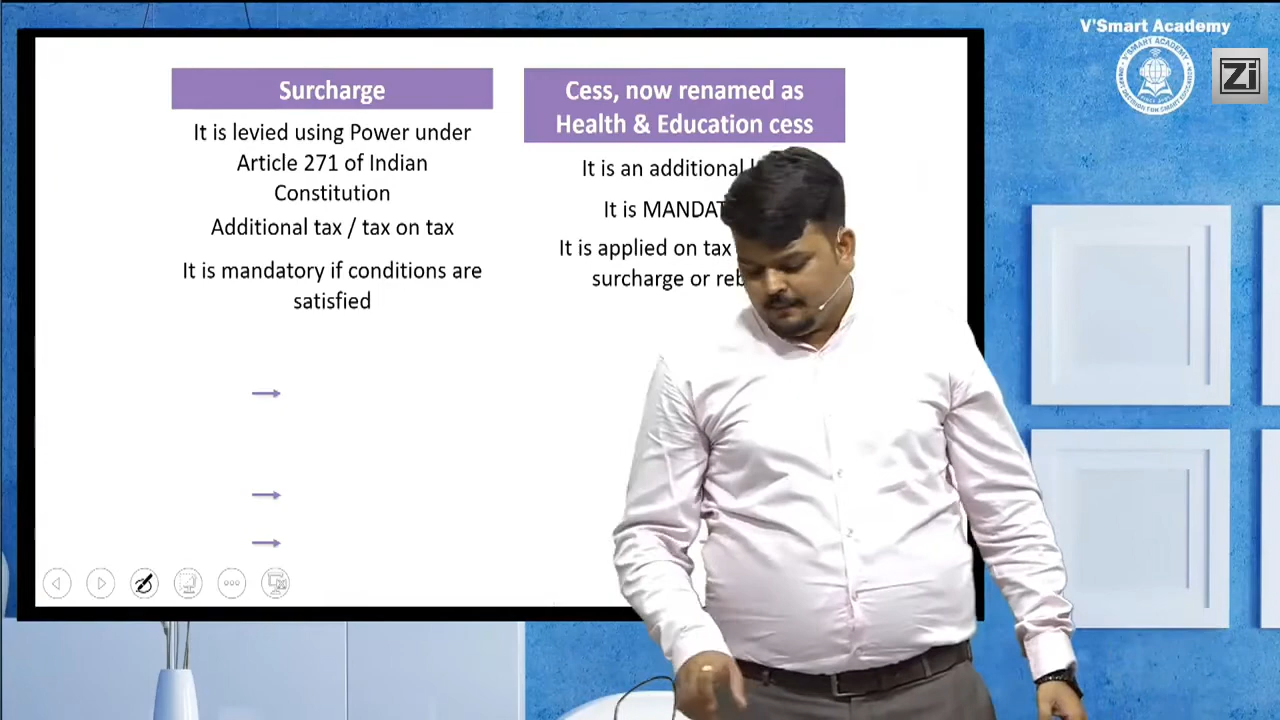 V'Smart Academy
Zi
Surcharge
It is levied using Power under
Article 271 of Indian
Constitution
Additional tax / tax on tax
It is mandatory if conditions are
satisfied
Cess, now renamed as
Health & Education cess
It is an additional
It is
It is applied on tax
surcharge or